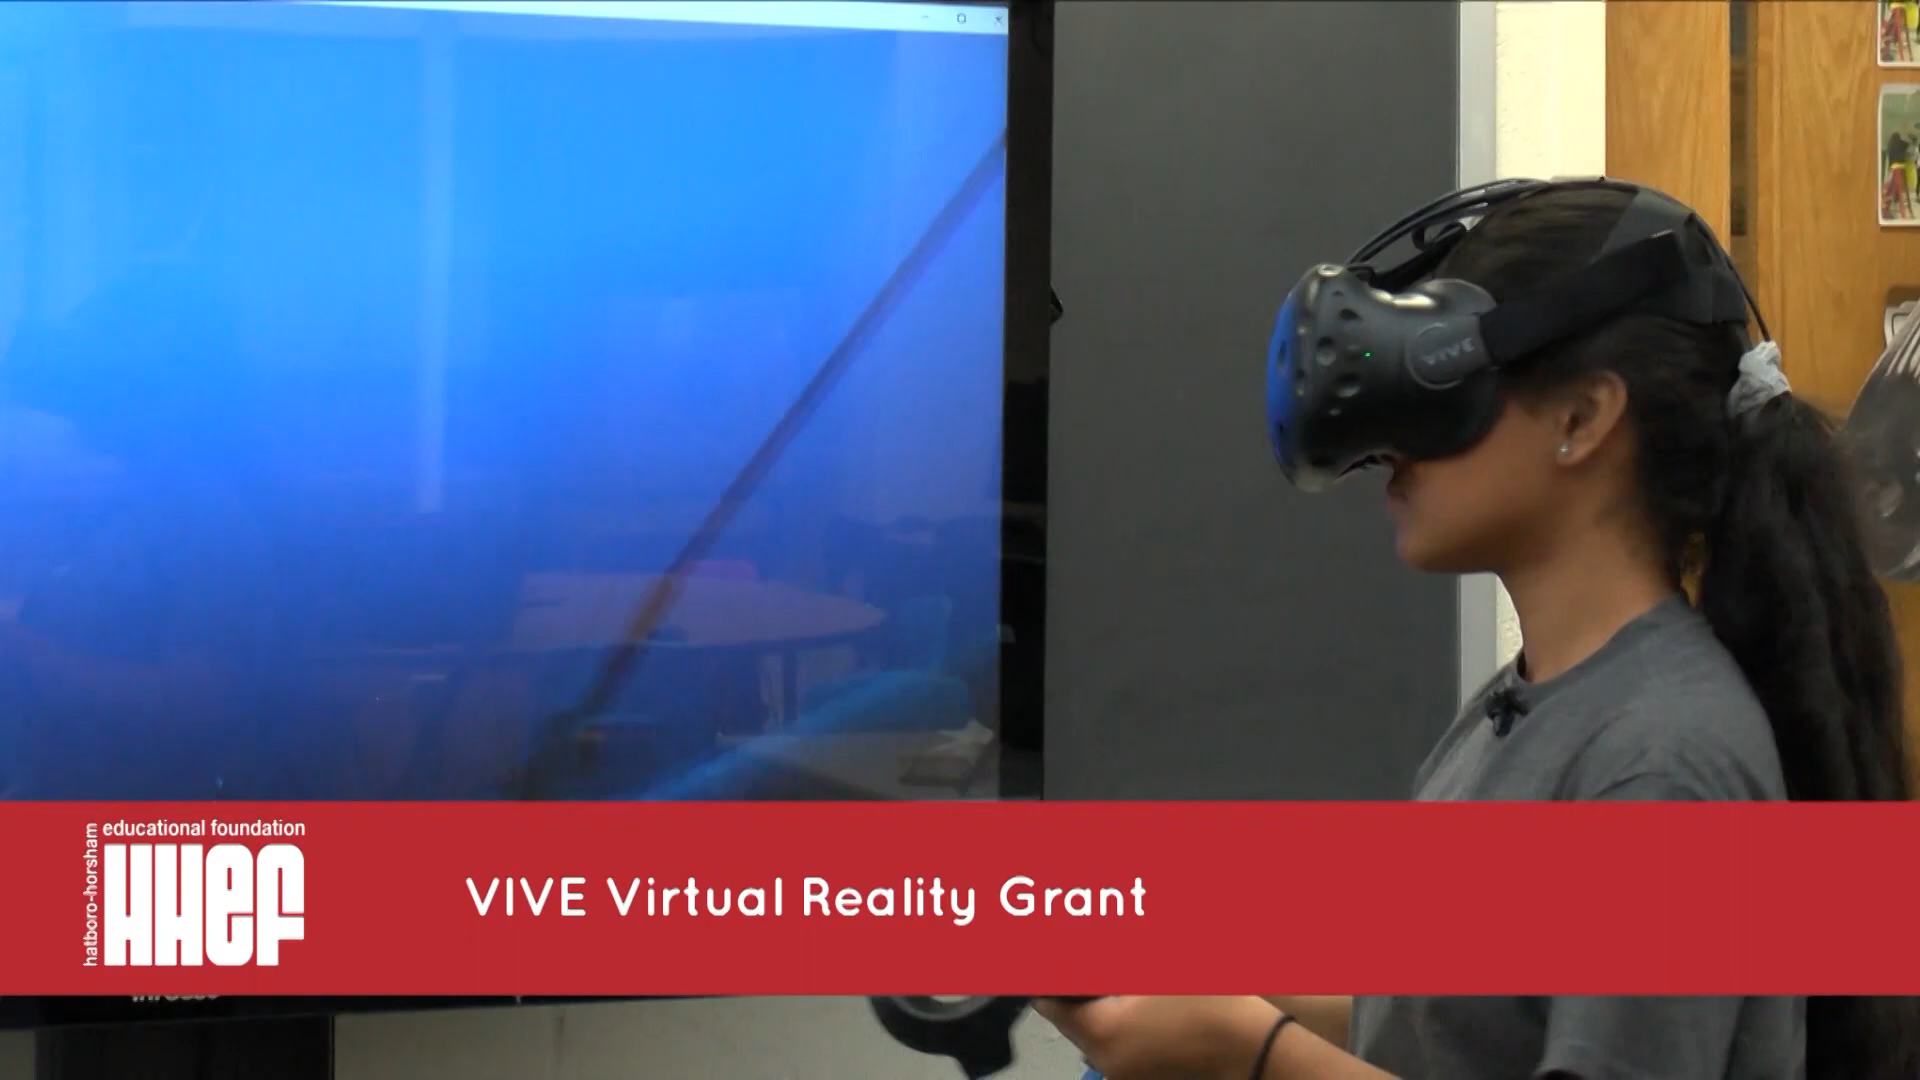 VIVE
educational foundation
hatboro-horsham
HHEF
VIVE Virtual Reality Grant